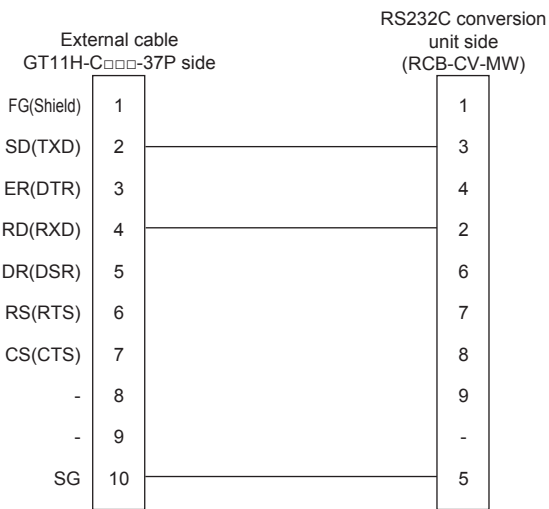 RS232C conversion
unit side
(RCB-CV-MW)
External cable
GT11H-C□□□-37P side
FG(Shield) 1 1
SD(TXD) 2 3
ER(DTR) 3 4
RD(RXD) 4 2
DR(DSR) 5 6
RS(RTS) 6 7
CS(CTS) 7 8
- 8 9
- 9 -
SG 10 5